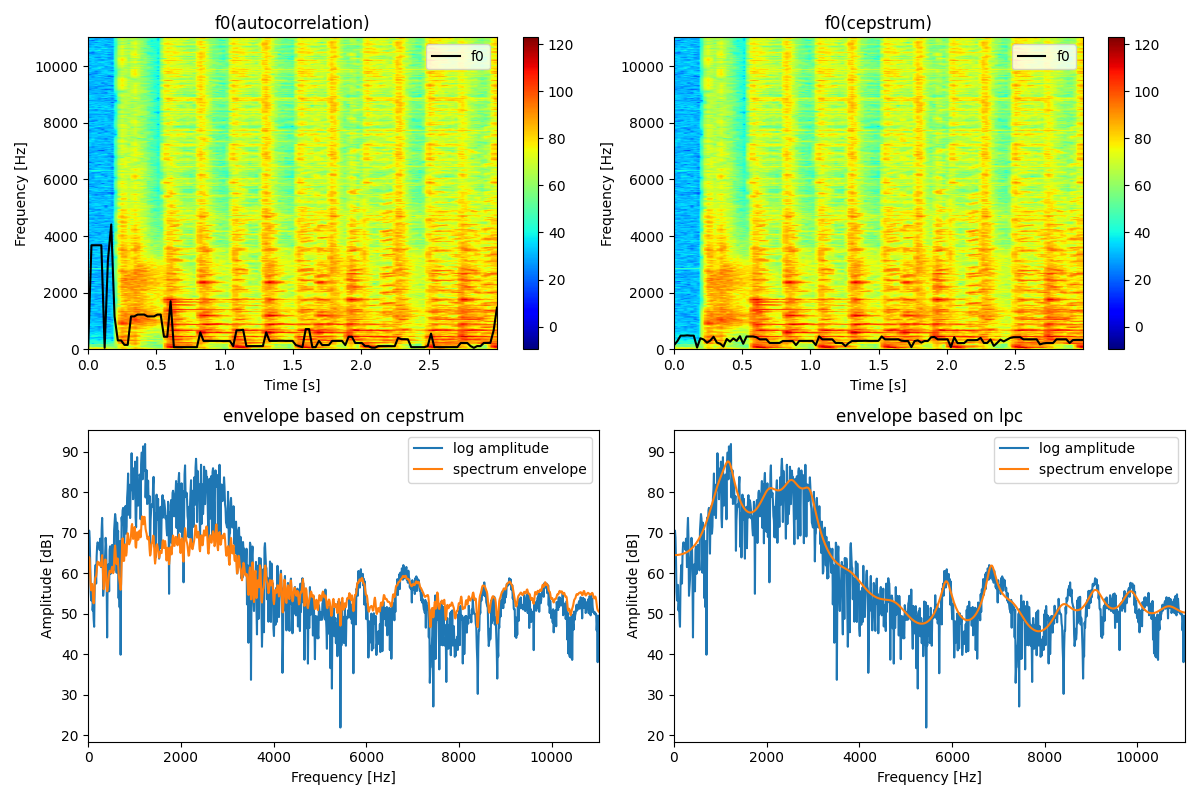 f0(autocorrelation)
f0(cepstrum)
f0
f0
Frequency [Hz]
10000
8000
6000
4000
2000
0
0.0 0.5 1.0 1.5 2.0 2.5
Time [s]
120
100
80
60
40
20
0
Frequency [Hz]
10000
8000
6000
4000
2000
0
0.0 0.5 1.0 1.5 2.0 2.5
Time [s]
120
100
80
60
40
20
0
envelope based on cepstrum
log amplitude
spectrum envelope
Amplitude [dB]
90
80
70
60
50
40
30
20
0 2000 4000 6000 8000 10000
Frequency [Hz]
envelope based on lpc
log amplitude
spectrum envelope
Amplitude [dB]
90
80
70
60
50
40
30
20
0 2000 4000 6000 8000 10000
Frequency [Hz]